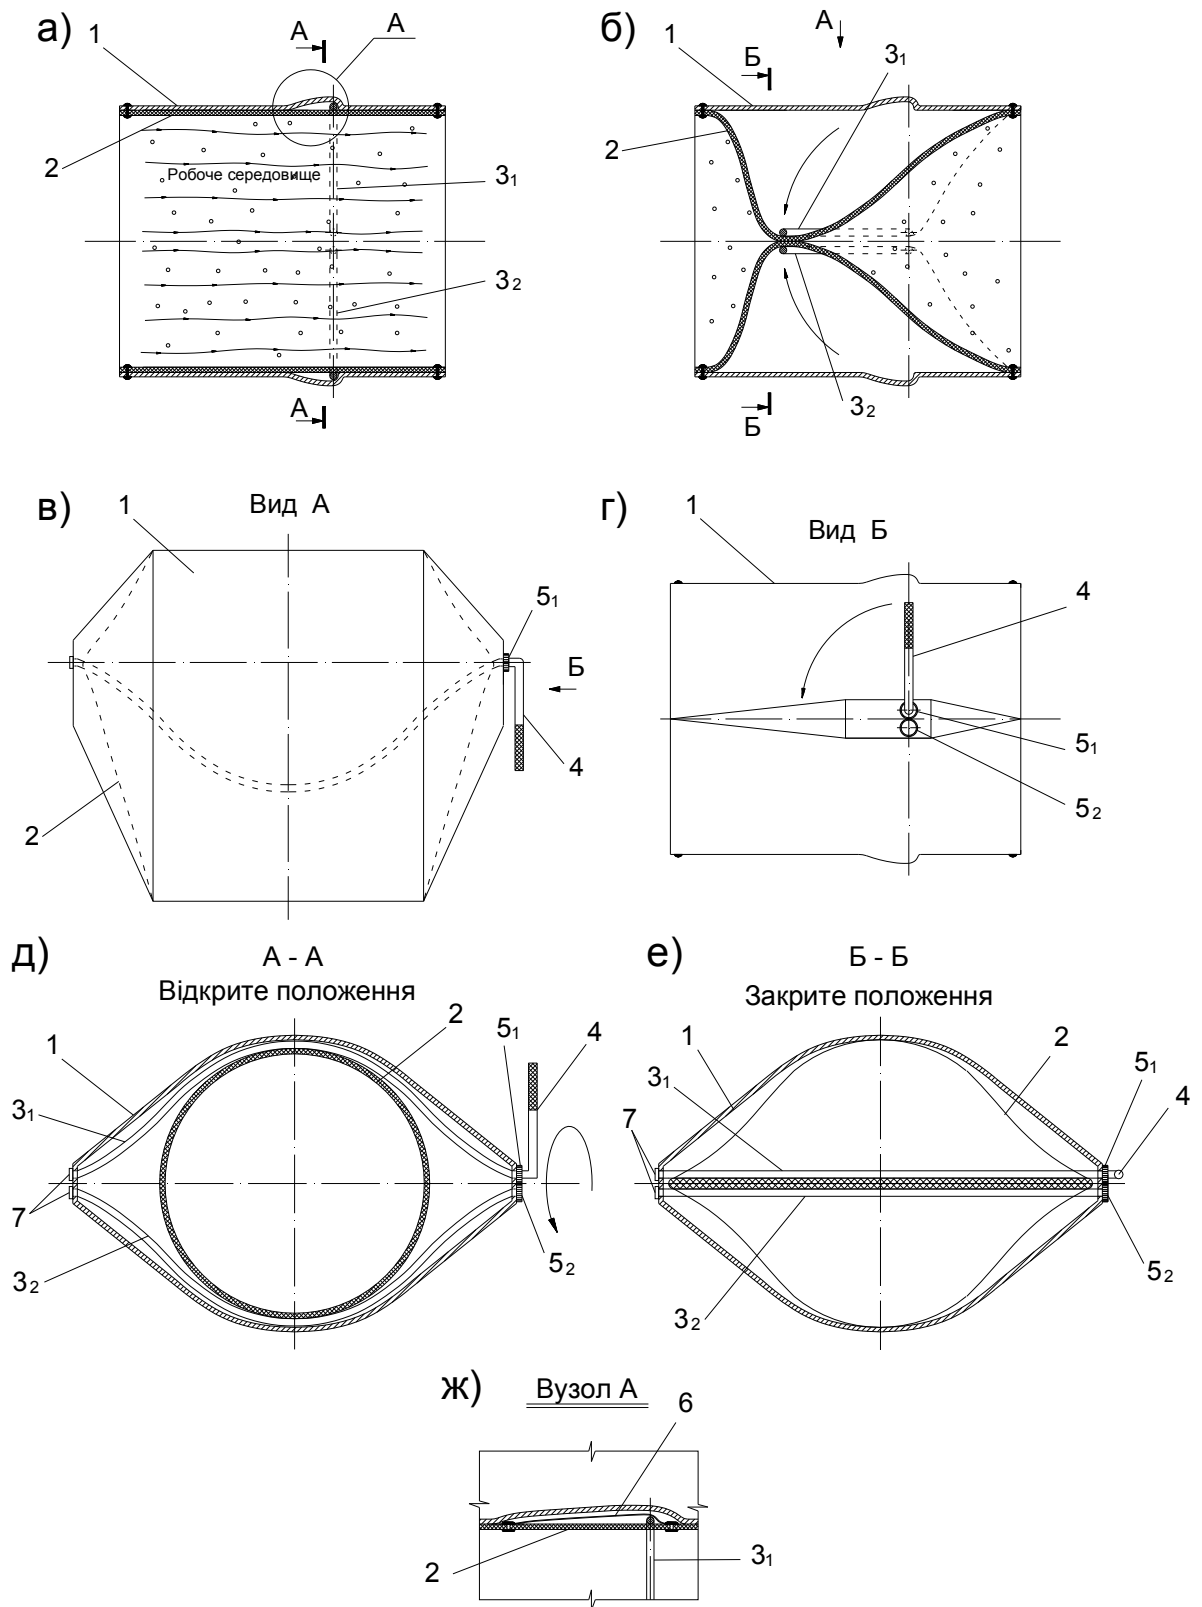 а)
1
А
А
2
Робоче середовище
3₁
3₂
А
б)
1
А
Б
3₁
2
3₂
Б
в)
1
Вид А
5₁
Б
4
2
г)
1
Вид Б
4
5₁
5₂
д)
А - А
Відкрите положення
1
2
5₁
4
3₁
7
3₂
5₂
е)
Б - Б
Закрите положення
1
2
5₁
4
3₁
7
3₂
5₂
ж)
Вузол А
6
2
3₁